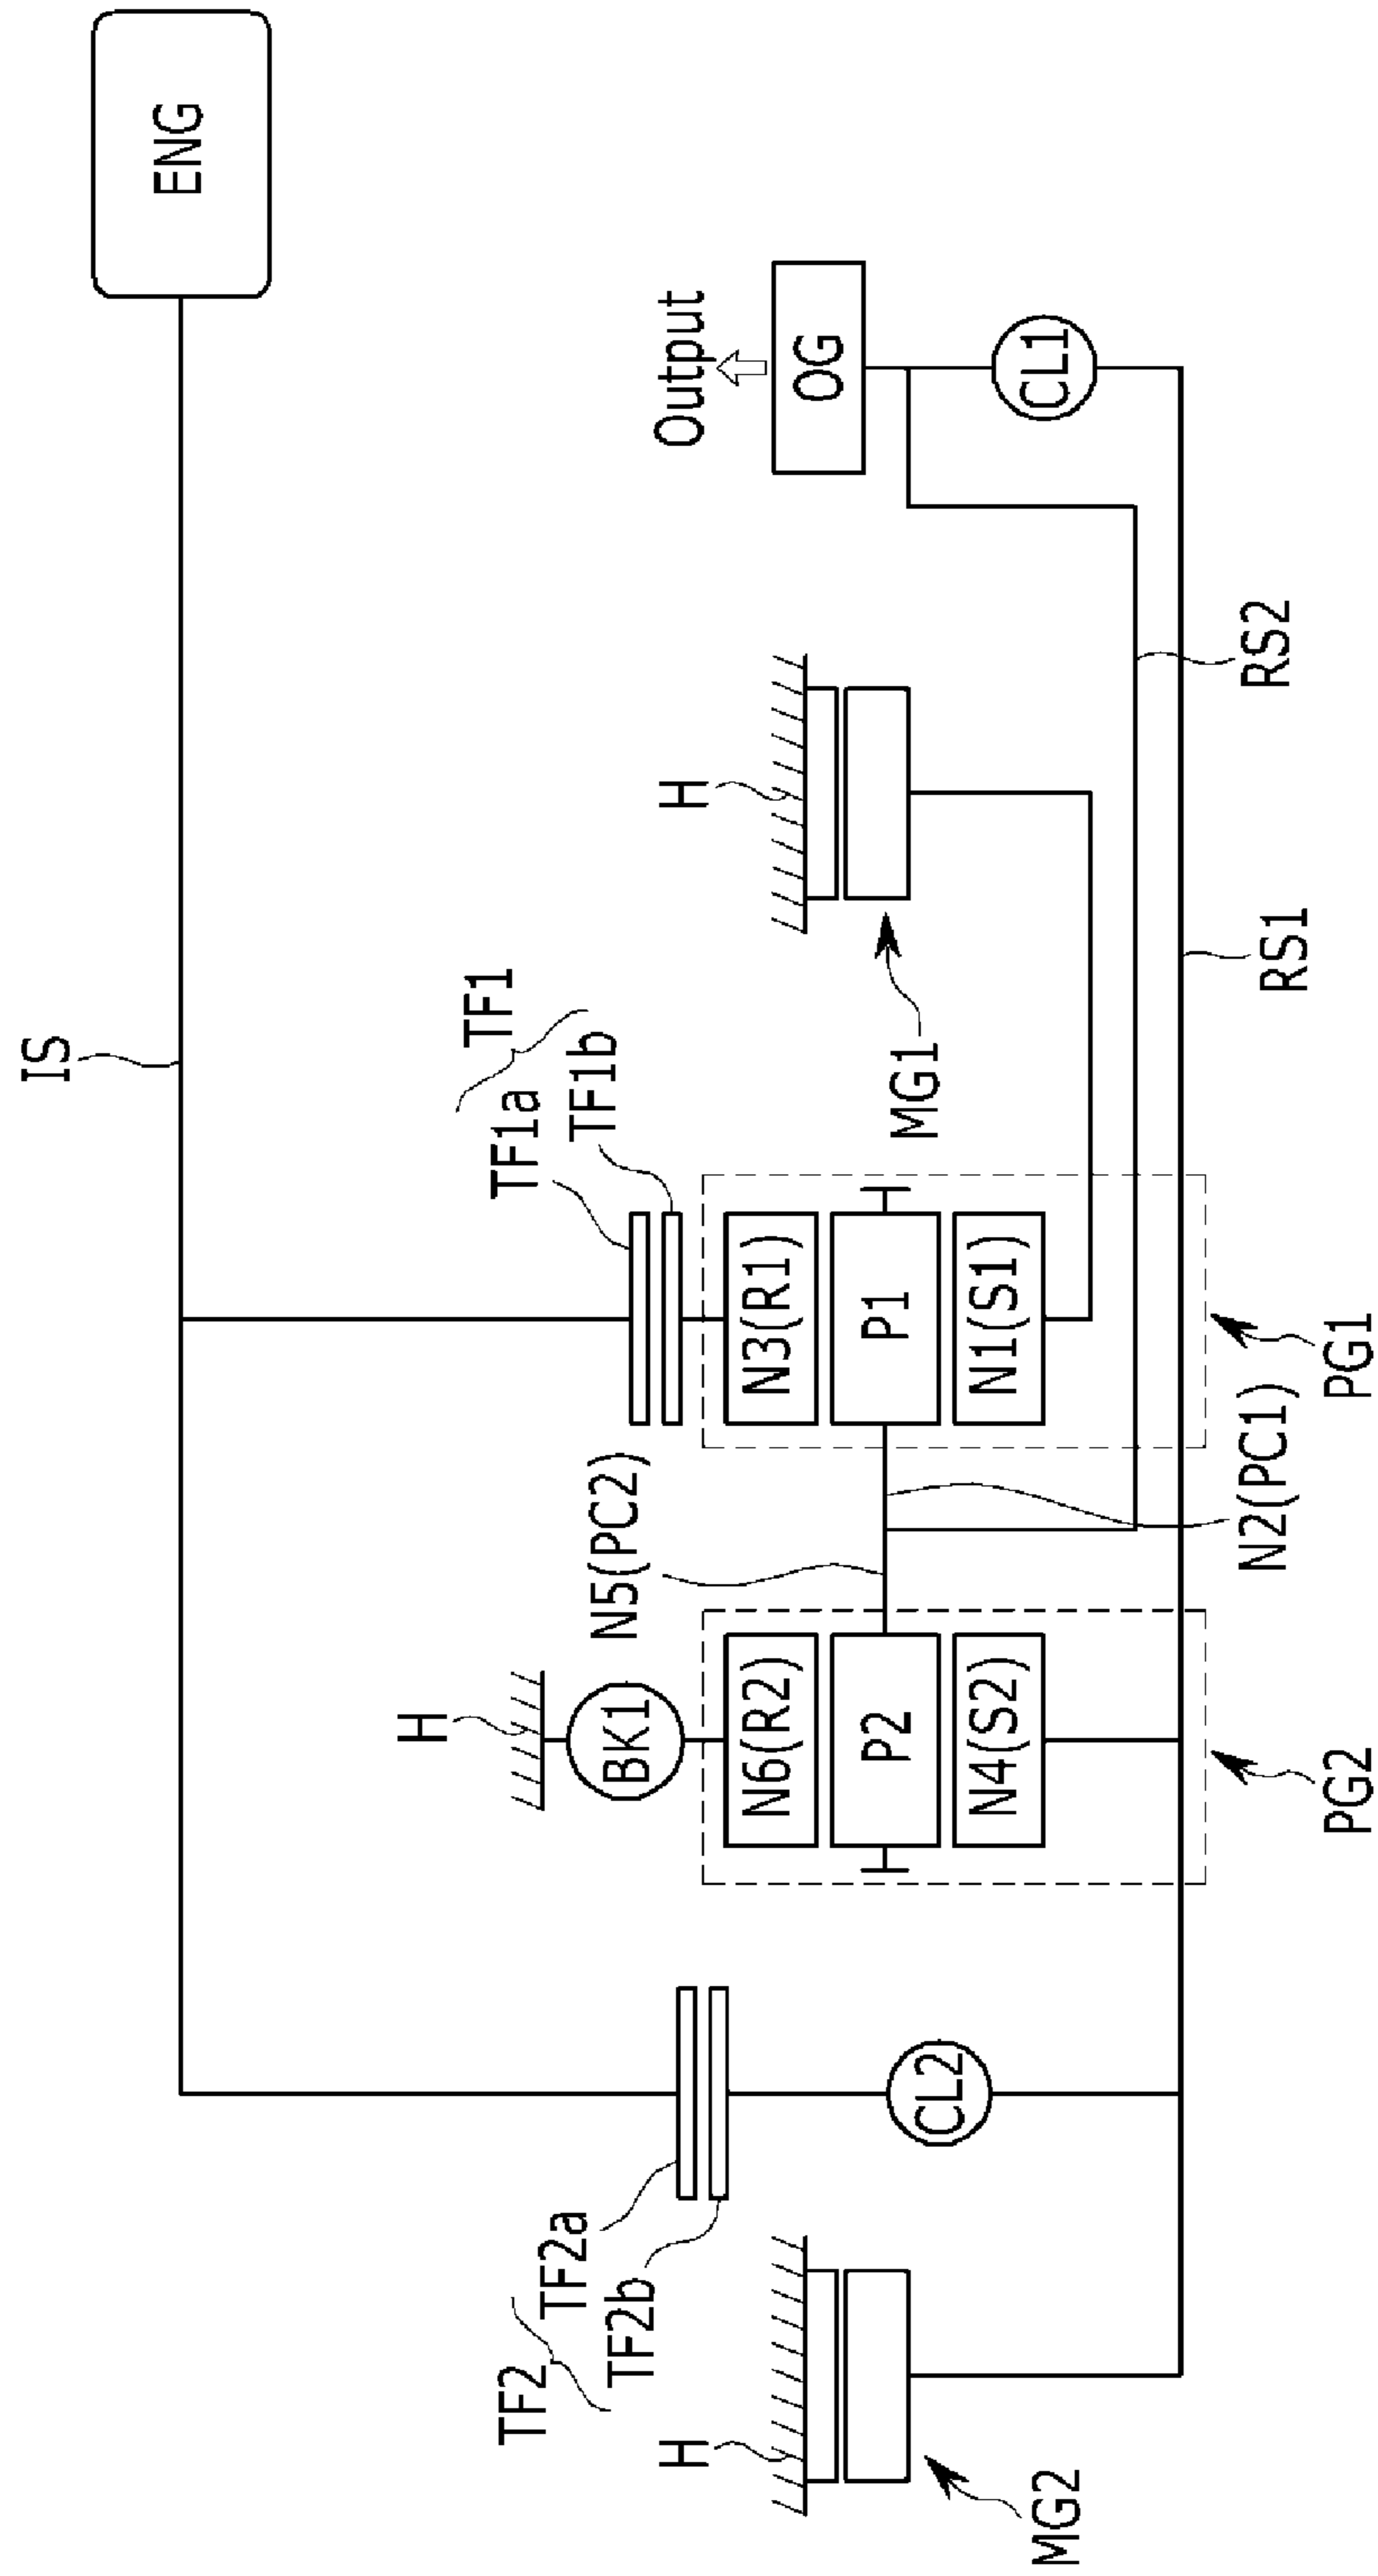 ENG
IS
Output
OG
CL1
H
MG1
RS2
RS1
TF1
TF1a
TF1b
N3(R1)
P1
N1(S1)
PG1
N2(PC1)
N5(PC2)
H
BK1
N6(R2)
P2
N4(S2)
PG2
CL2
TF2
TF2a
TF2b
H
MG2